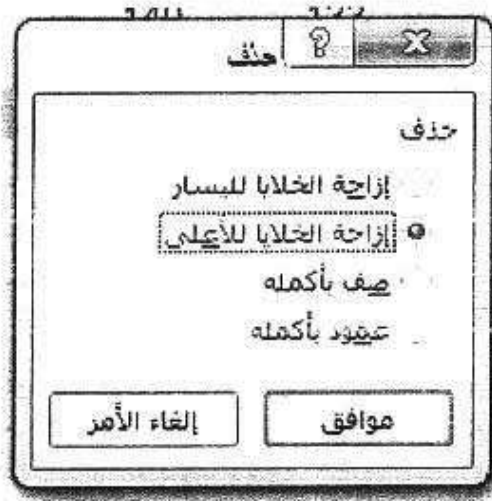 حذف
حذف
إزاحة الخلايا لليسار
إزاحة الخلايا للأعلى
صف بأكمله
عمود بأكمله
موافق
إلغاء الأمر